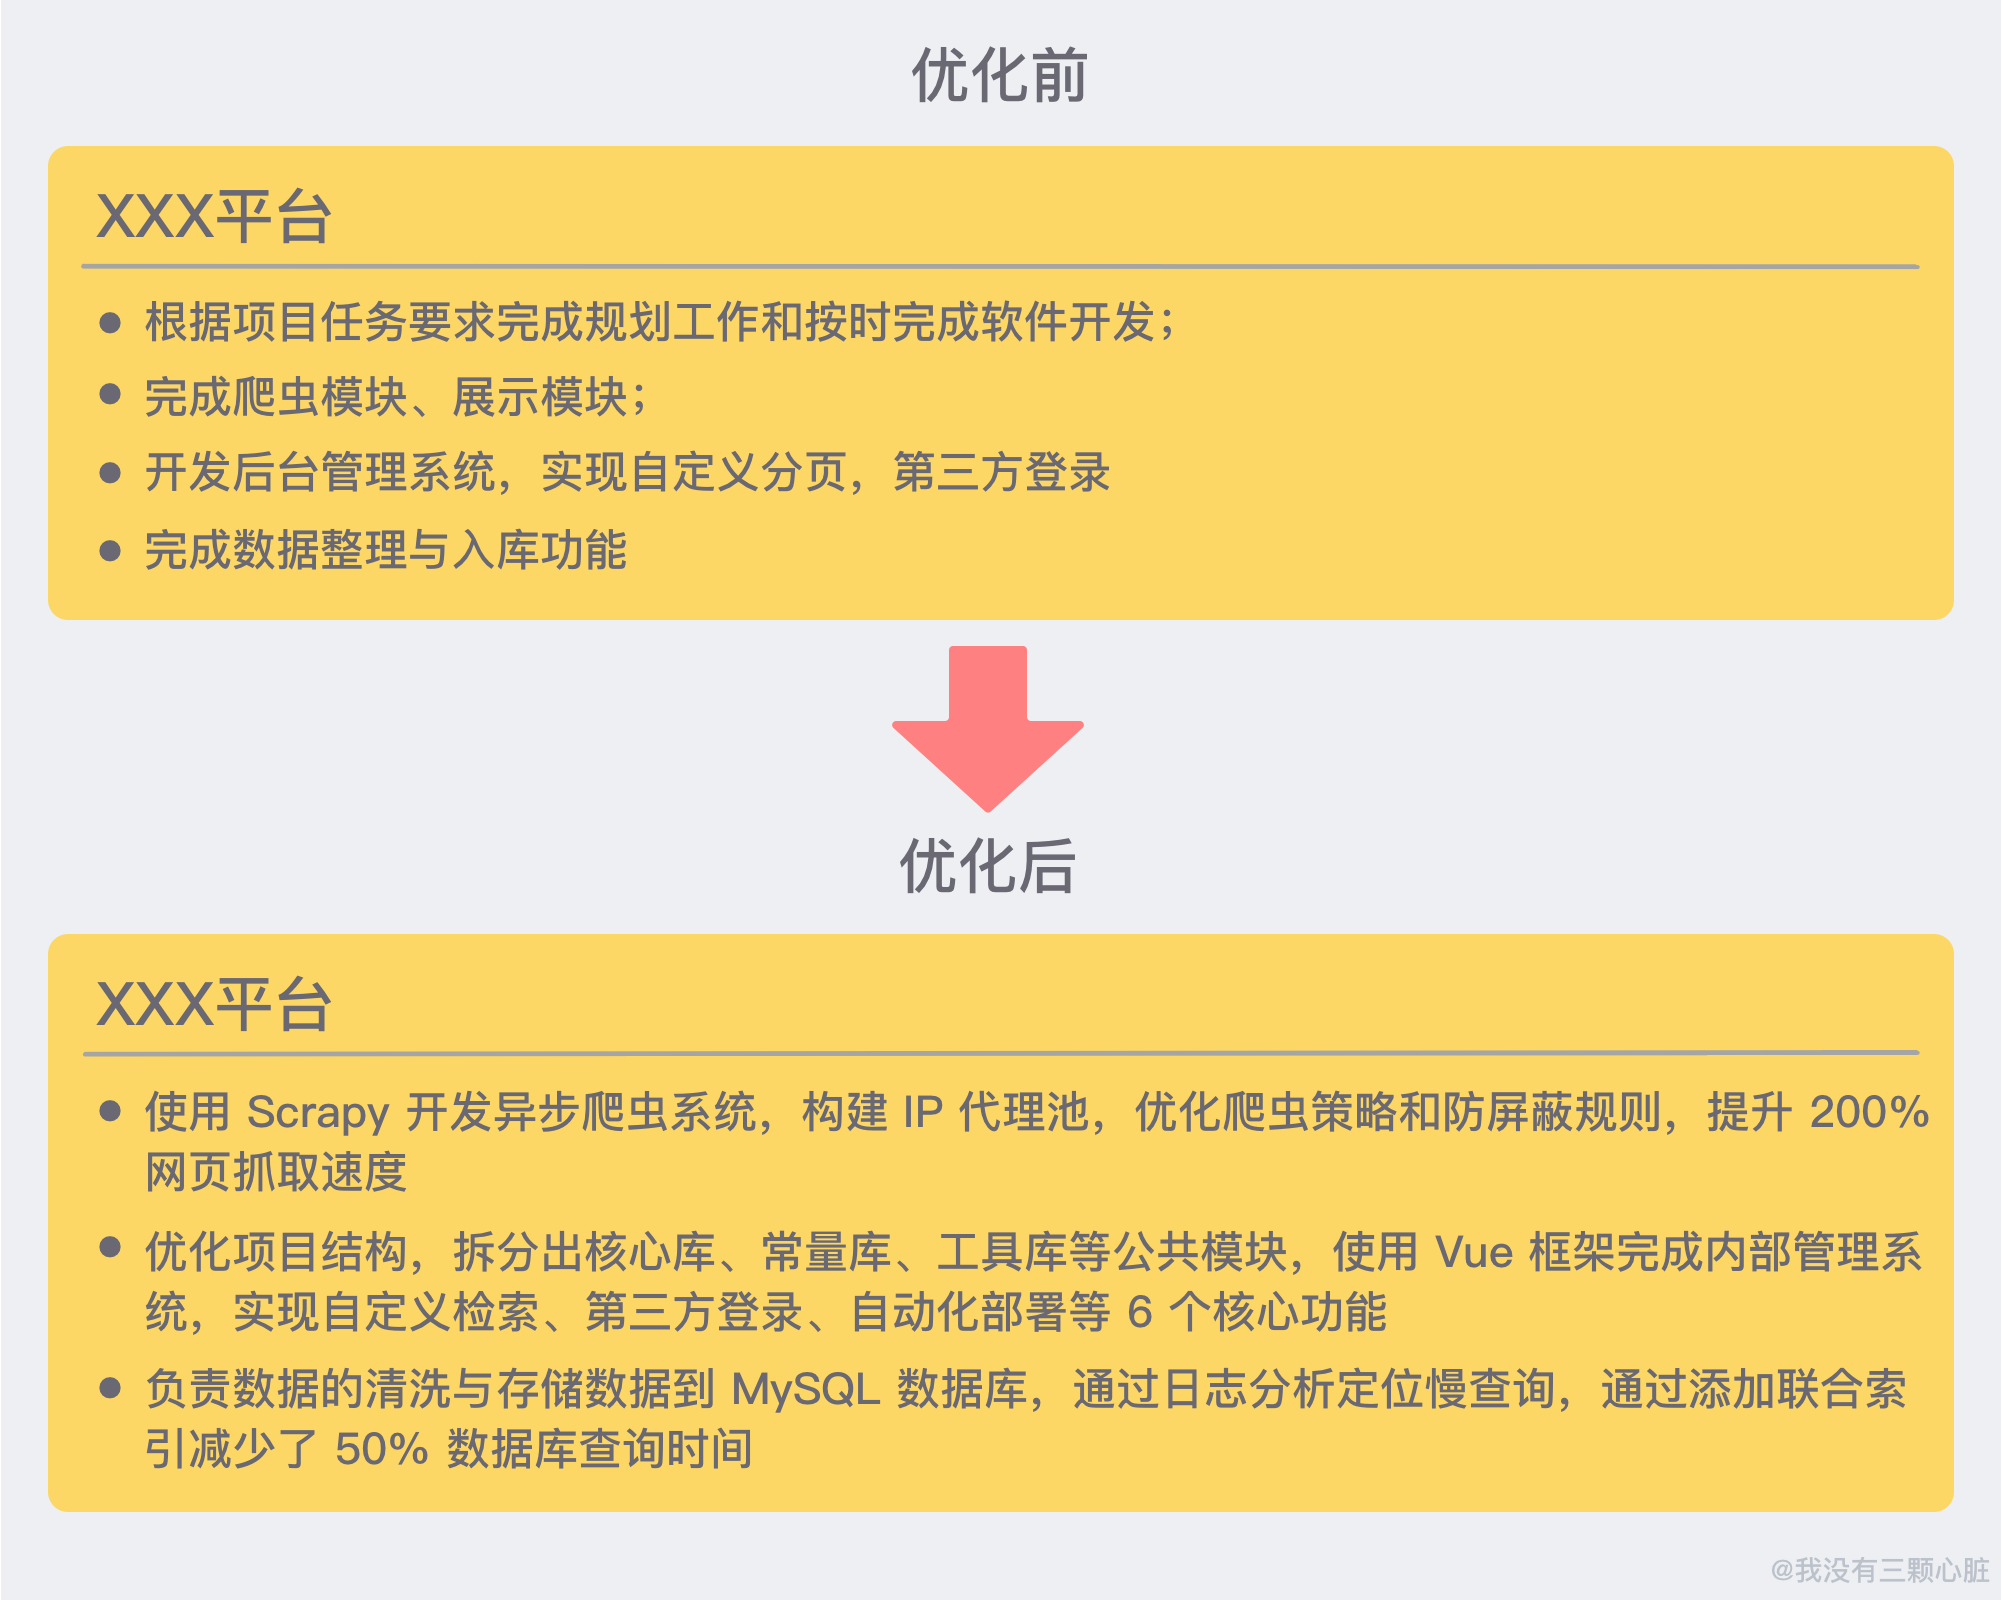 优化前
XXX平台
● 根据项目任务要求完成规划工作和按时完成软件开发；
● 完成爬虫模块、展示模块；
● 开发后台管理系统，实现自定义分页，第三方登录
● 完成数据整理与入库功能
优化后
XXX平台
● 使用 Scrapy 开发异步爬虫系统，构建 IP 代理池，优化爬虫策略和防屏蔽规则，提升 200%
网页抓取速度
● 优化项目结构，拆分出核心库、常量库、工具库等公共模块，使用 Vue 框架完成内部管理系
统，实现自定义检索、第三方登录、自动化部署等 6 个核心功能
● 负责数据的清洗与存储数据到 MySQL 数据库，通过日志分析定位慢查询，通过添加联合索
引减少了 50% 数据库查询时间
@我没有三颗心脏